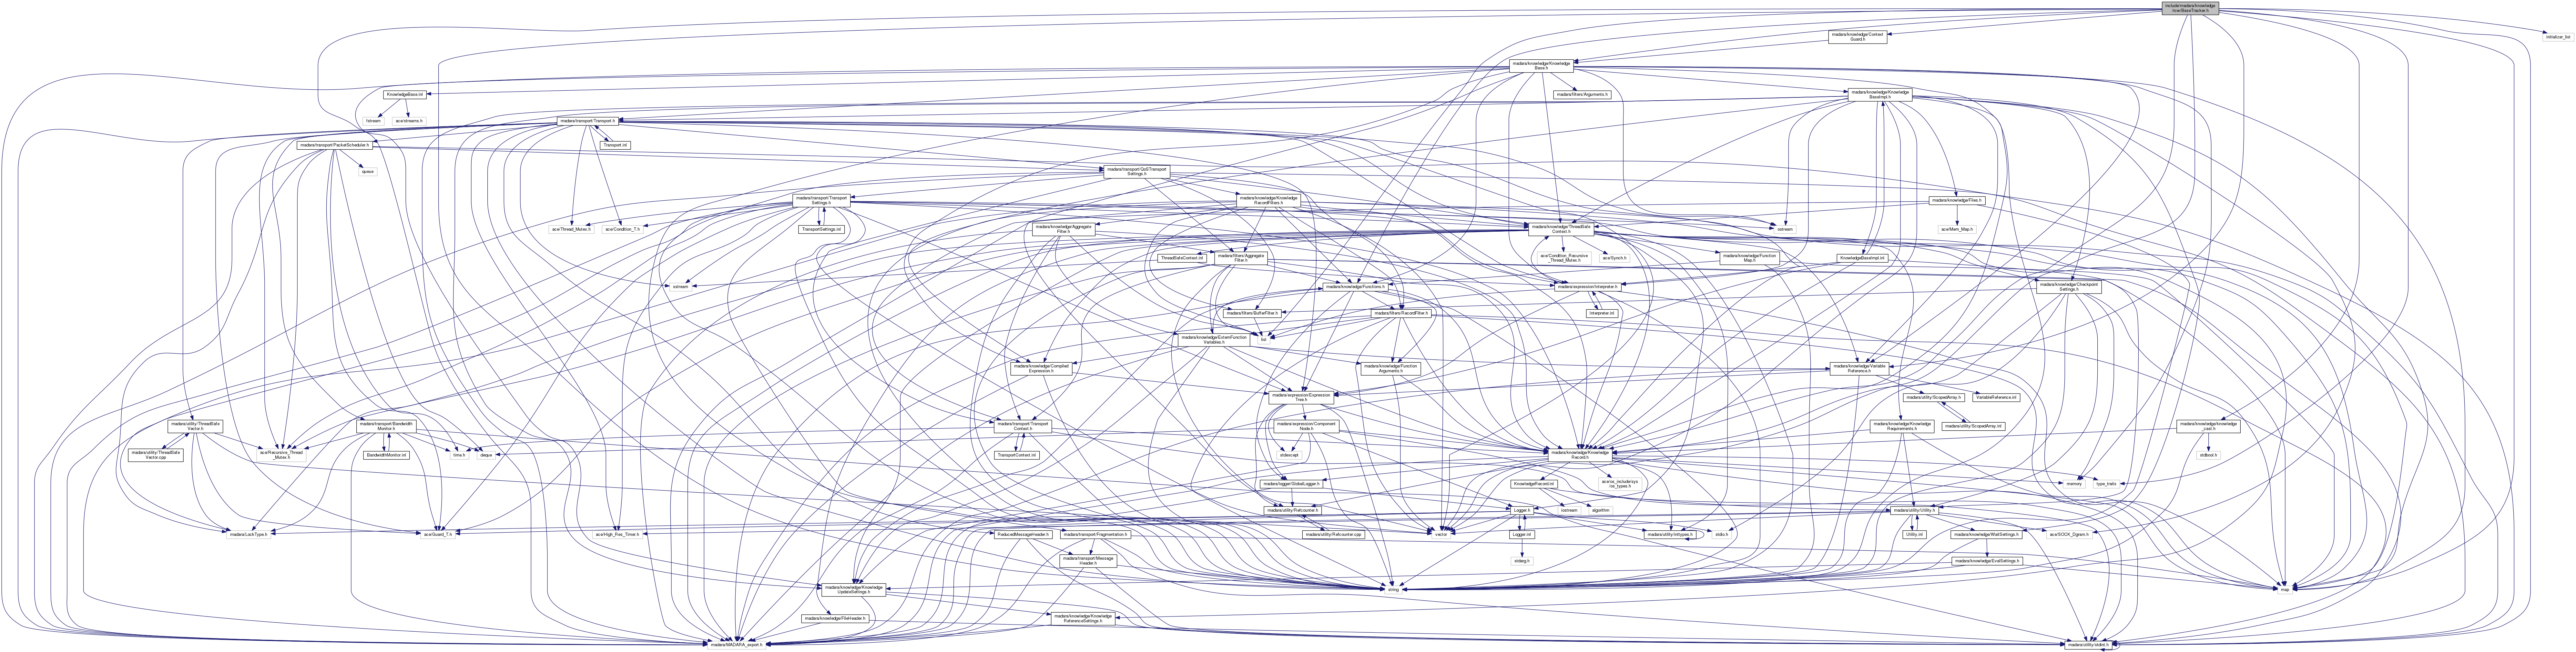 include/madara/knowledge
/low/BaseTracker.h
initializer_list
madara/knowledge/Context
Guard.h
madara/knowledge/Knowledge
Base.h
KnowledgeBase.inl
madara/filters/Arguments.h
madara/knowledge/Knowledge
BaseImpl.h
fstream
ace/streams.h
madara/transport/Transport.h
Transport.inl
madara/transport/PacketScheduler.h
queue
madara/transport/QoSTransport
Settings.h
madara/transport/Transport
Settings.h
madara/knowledge/Knowledge
RecordFilters.h
madara/knowledge/Files.h
ace/Thread_Mutex.h
ace/Condition_T.h
TransportSettings.inl
madara/knowledge/Aggregate
Filter.h
madara/knowledge/ThreadSafe
Context.h
ostream
ace/Mem_Map.h
ThreadSafeContext.inl
madara/filters/Aggregate
Filter.h
ace/Condition_Recursive
_Thread_Mutex.h
ace/Synch.h
madara/knowledge/Function
Map.h
KnowledgeBaseImpl.inl
sstream
madara/knowledge/Functions.h
madara/expression/Interpreter.h
madara/knowledge/Checkpoint
Settings.h
madara/filters/BufferFilter.h
madara/filters/RecordFilter.h
Interpreter.inl
madara/knowledge/ExternFunction
Variables.h
list
madara/knowledge/Compiled
Expression.h
madara/knowledge/Function
Arguments.h
madara/knowledge/Variable
Reference.h
madara/expression/Expression
Tree.h
madara/utility/ScopedArray.h
VariableReference.inl
madara/utility/ThreadSafe
Vector.h
madara/transport/Bandwidth
Monitor.h
madara/transport/Transport
Context.h
madara/expression/Component
Node.h
madara/knowledge/Knowledge
Requirements.h
madara/utility/ScopedArray.inl
madara/knowledge/knowledge
_cast.h
madara/utility/ThreadSafe
Vector.cpp
ace/Recursive_Thread
_Mutex.h
BandwidthMonitor.inl
time.h
deque
TransportContext.inl
stdexcept
madara/knowledge/Knowledge
Record.h
stdbool.h
madara/logger/GlobalLogger.h
KnowledgeRecord.inl
ace/os_include/sys
/os_types.h
memory
type_traits
madara/utility/Refcounter.h
Logger.h
iostream
algorithm
madara/utility/Utility.h
madara/LockType.h
ace/Guard_T.h
ace/High_Res_Timer.h
ReducedMessageHeader.h
madara/transport/Fragmentation.h
madara/utility/Refcounter.cpp
vector
Logger.inl
madara/utility/Inttypes.h
stdio.h
Utility.inl
madara/knowledge/WaitSettings.h
ace/SOCK_Dgram.h
madara/transport/Message
Header.h
stdarg.h
madara/knowledge/EvalSettings.h
madara/knowledge/Knowledge
UpdateSettings.h
string
map
madara/knowledge/FileHeader.h
madara/knowledge/Knowledge
ReferenceSettings.h
madara/MADARA_export.h
madara/utility/stdint.h